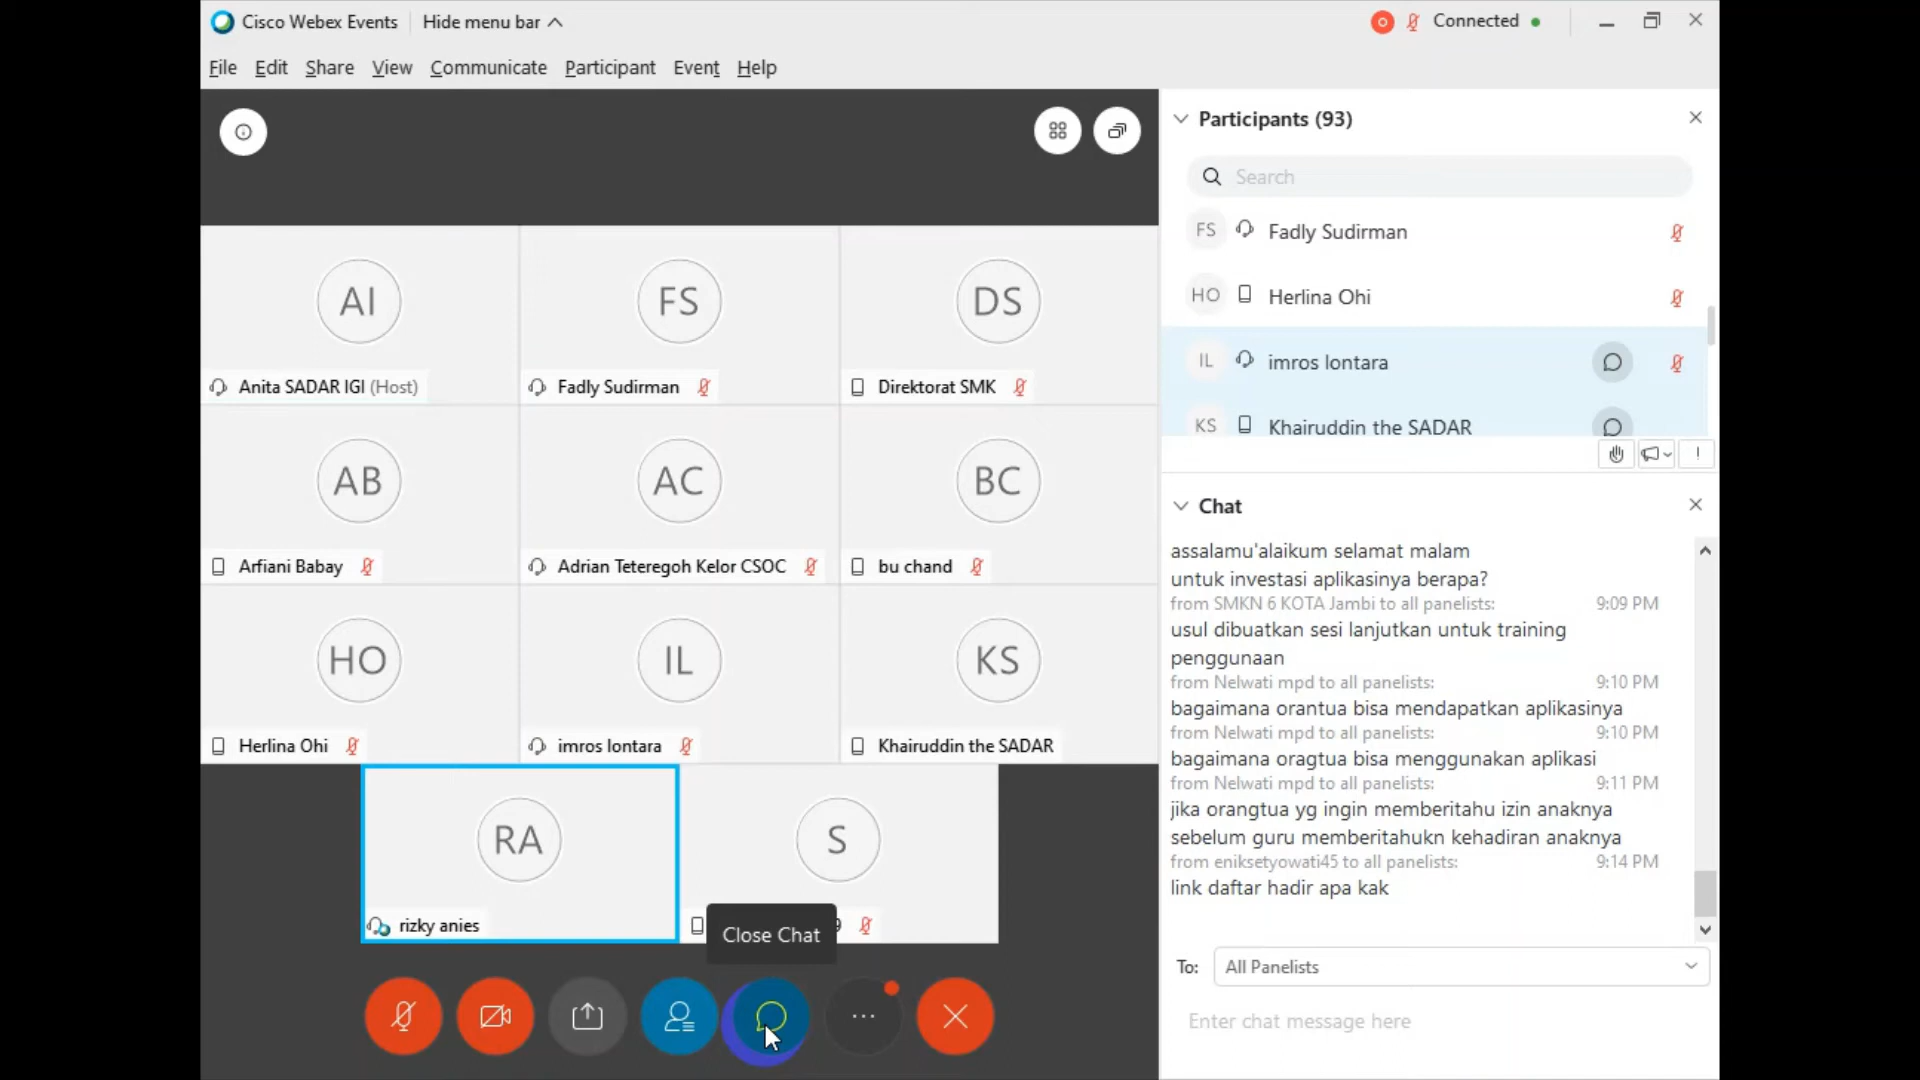 Cisco Webex Events
Hide menu bar
Connected
File Edit Share View Communicate Participant Event Help
Participants (93)
Search
FS Fadly Sudirman
HO Herlina Ohi
IL imros lontara
KS Khairuddin the SADAR
AI
Anita SADAR IGI (Host)
FS
Fadly Sudirman
DS
Direktorat SMK
AB
Arfiani Babay
AC
Adrian Teteregoh Kelor CSOC
BC
bu chand
HO
Herlina Ohi
IL
imros lontara
KS
Khairuddin the SADAR
RA
rizky anies
S
Close Chat
Chat
assalamu'alaikum selamat malam
untuk investasi aplikasinya berapa?
from SMKN 6 KOTA Jambi to all panelists: 9:09 PM
usul dibuatkan sesi lanjutkan untuk training
penggunaan
from Nelwati mpd to all panelists: 9:10 PM
bagaimana orantua bisa mendapatkan aplikasinya
from Nelwati mpd to all panelists: 9:10 PM
bagaimana oragtua bisa menggunakan aplikasi
from Nelwati mpd to all panelists: 9:11 PM
jika orangtua yg ingin memberitahu izin anaknya
sebelum guru memberitahukn kehadiran anaknya
from eniksetyowati45 to all panelists: 9:14 PM
link daftar hadir apa kak
To: All Panelists
Enter chat message here